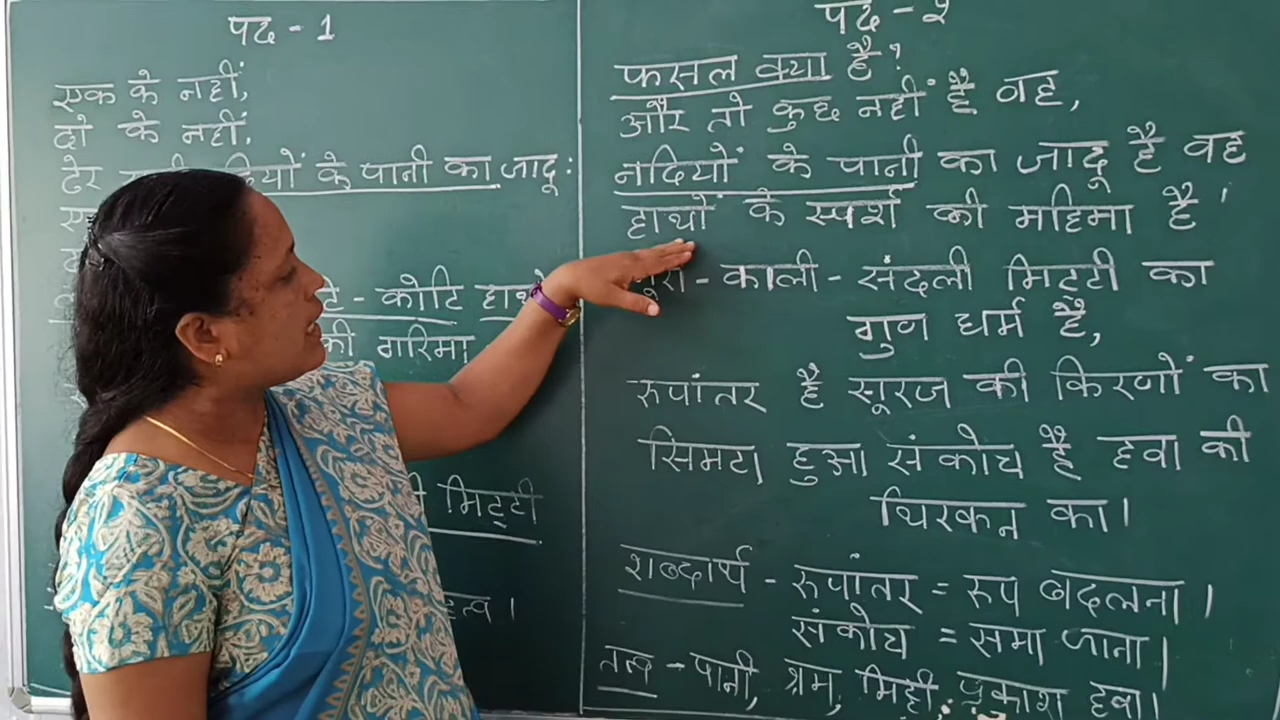 पद - 1
एक के नहीं,
दो के नहीं,
ढेर के पानी का जादू :
कोटि हाथों
की गरिमा
मिट्टी
पद - २
फसल क्या है ?
और तो कुछ नहीं है वह,
नदियों के पानी का जादू है वह
हाथों के स्पर्श की महिमा है
- काली - संदली मिट्टी का
गुण धर्म है,
रुपांतर है सूरज की किरणों का
सिमटा हुआ संकोच है हवा की
थिरकन का।
शब्दार्थ - रुपांतर = रूप बदलना।
संकोच = समा जाना।
तत्व - पानी, श्रम, मिट्टी, प्रकाश हवा।